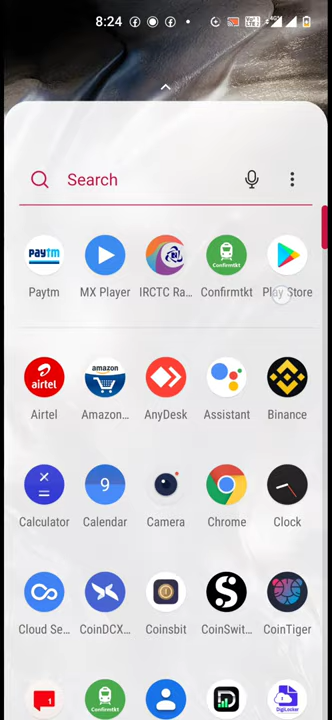 8:24
Search
Paytm MX Player IRCTC Ra... Confirmtkt Play Store
Airtel Amazon... AnyDesk Assistant Binance
Calculator Calendar Camera Chrome Clock
Cloud Se... CoinDCX... Coinsbit CoinSwit... CoinTiger